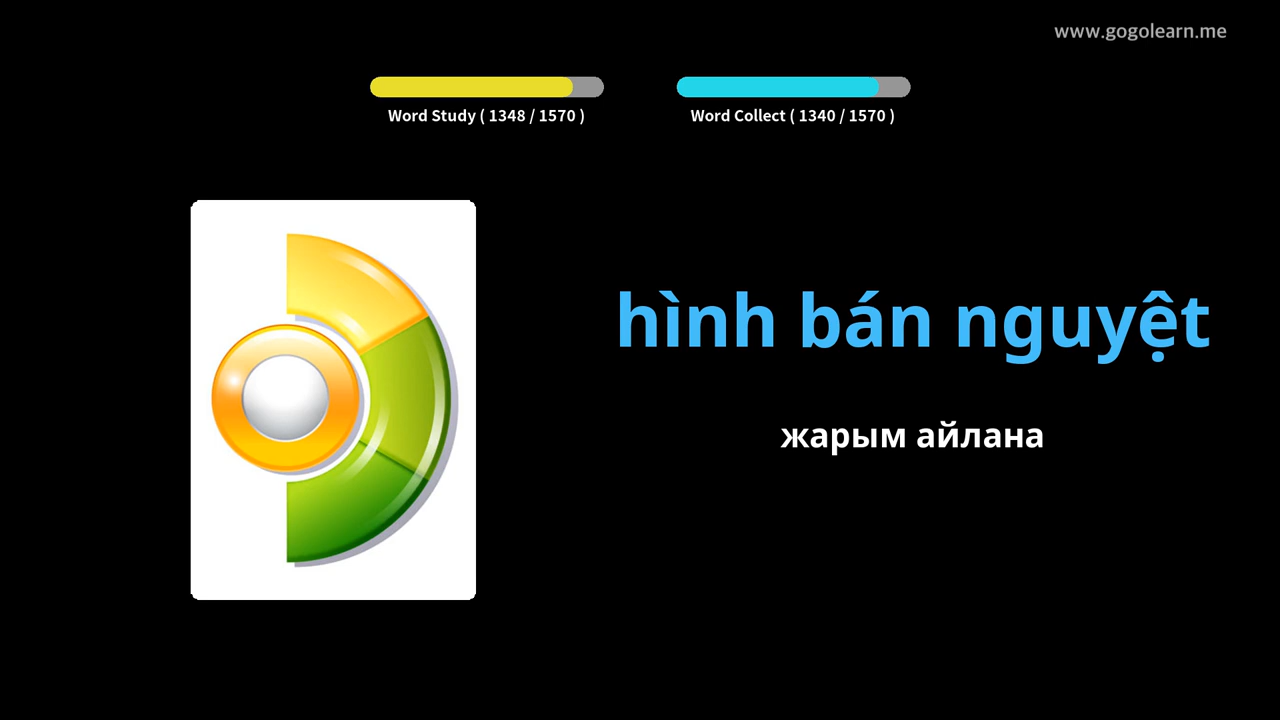 www.gogolearn.me
Word Study ( 1348 / 1570 )
Word Collect ( 1340 / 1570 )
hình bán nguyệt
жарым айлана